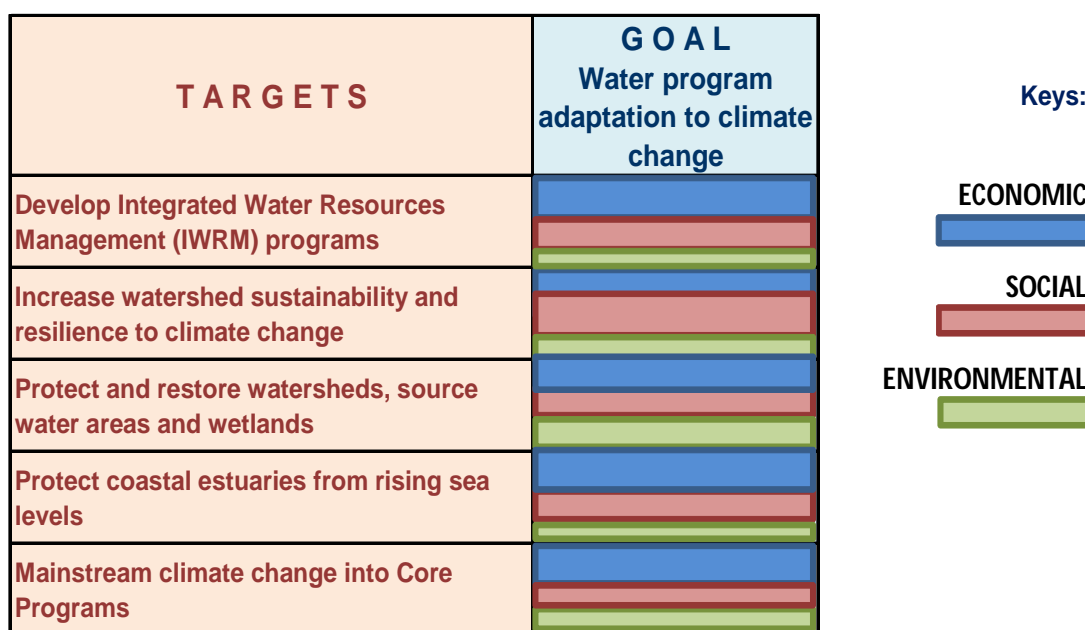 T A R G E T S
G O A L
Water program
adaptation to climate
change
Develop Integrated Water Resources
Management (IWRM) programs
Increase watershed sustainability and
resilience to climate change
Protect and restore watersheds, source
water areas and wetlands
Protect coastal estuaries from rising sea
levels
Mainstream climate change into Core
Programs
Keys:
ECONOMIC
SOCIAL
ENVIRONMENTAL